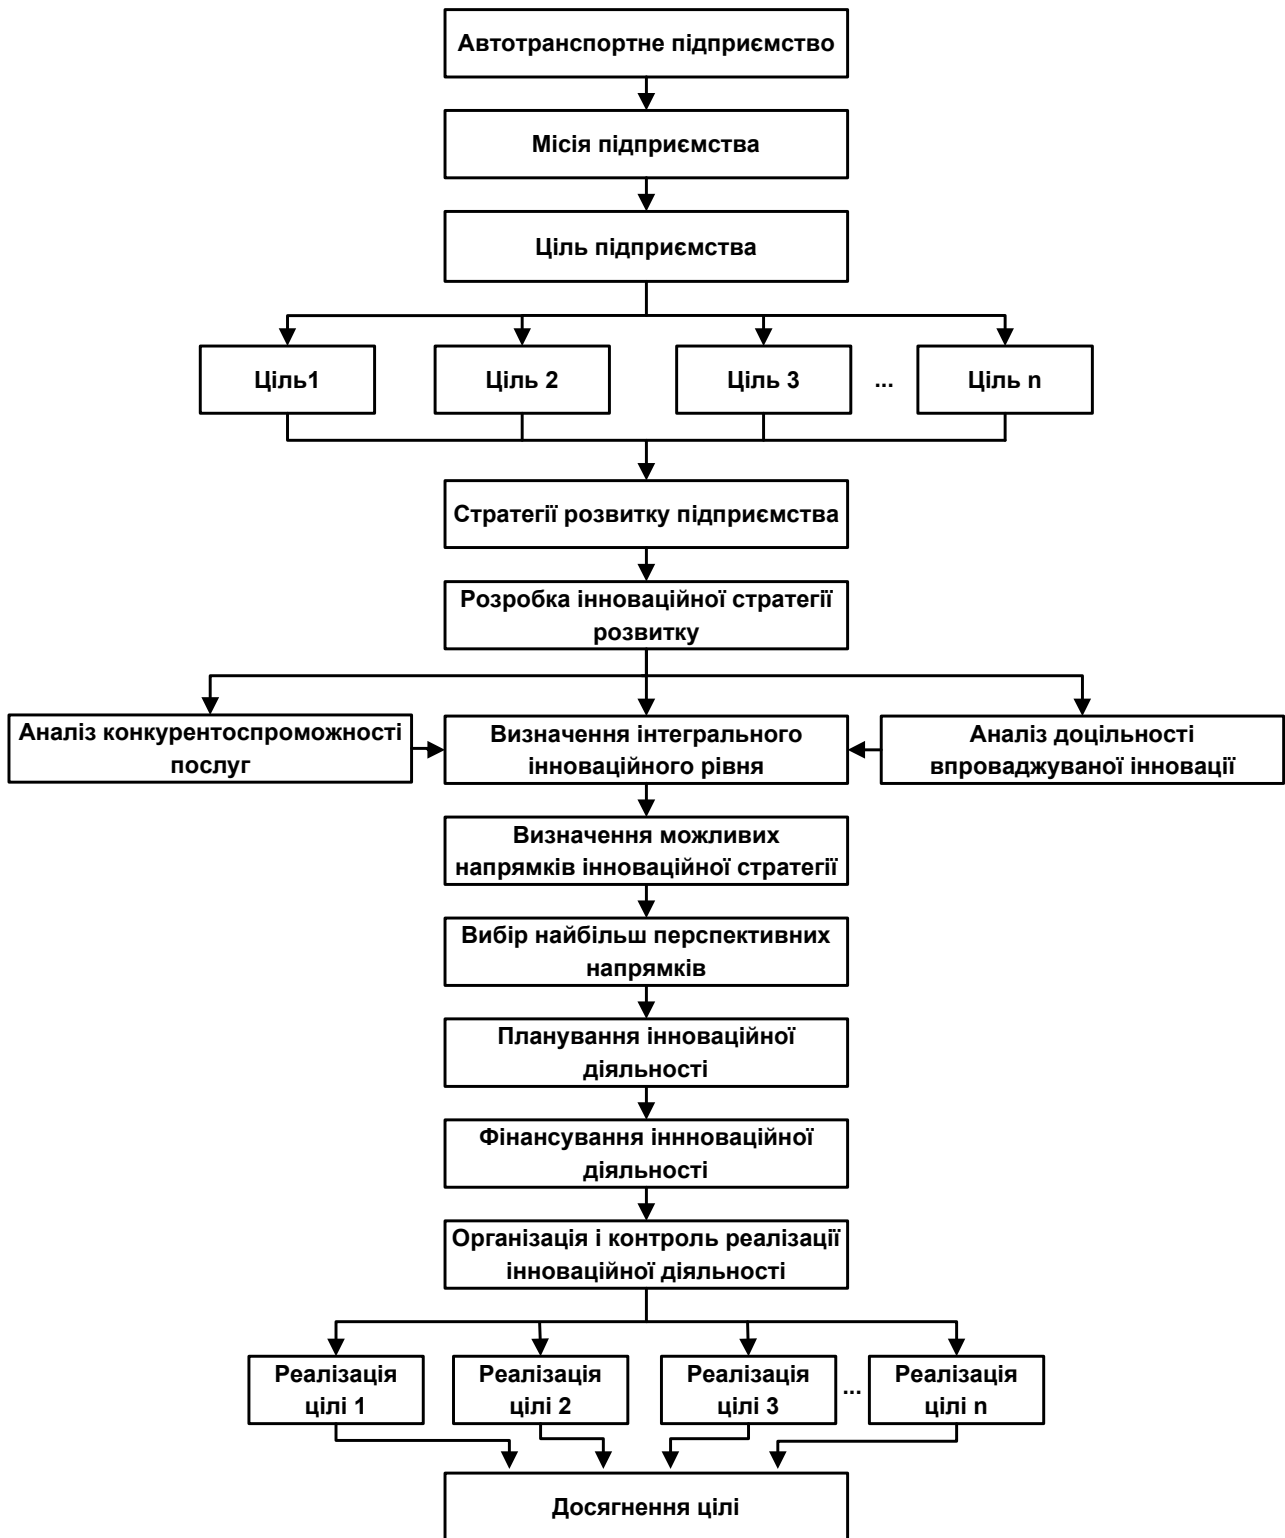 Автотранспортне підприємство
Місія підприємства
Ціль підприємства
Ціль1
Ціль 2
Ціль 3
...
Ціль n
Стратегії розвитку підприємства
Розробка інноваційної стратегії
розвитку
Аналіз конкурентоспроможності
послуг
Визначення інтегрального
інноваційного рівня
Аналіз доцільності
впроваджуваної інновації
Визначення можливих
напрямків інноваційної стратегії
Вибір найбільш перспективних
напрямків
Планування інноваційної
діяльності
Фінансування іннноваційної
діяльності
Організація і контроль реалізації
інноваційної діяльності
Реалізація
цілі 1
Реалізація
цілі 2
Реалізація
цілі 3
...
Реалізація
цілі n
Досягнення цілі